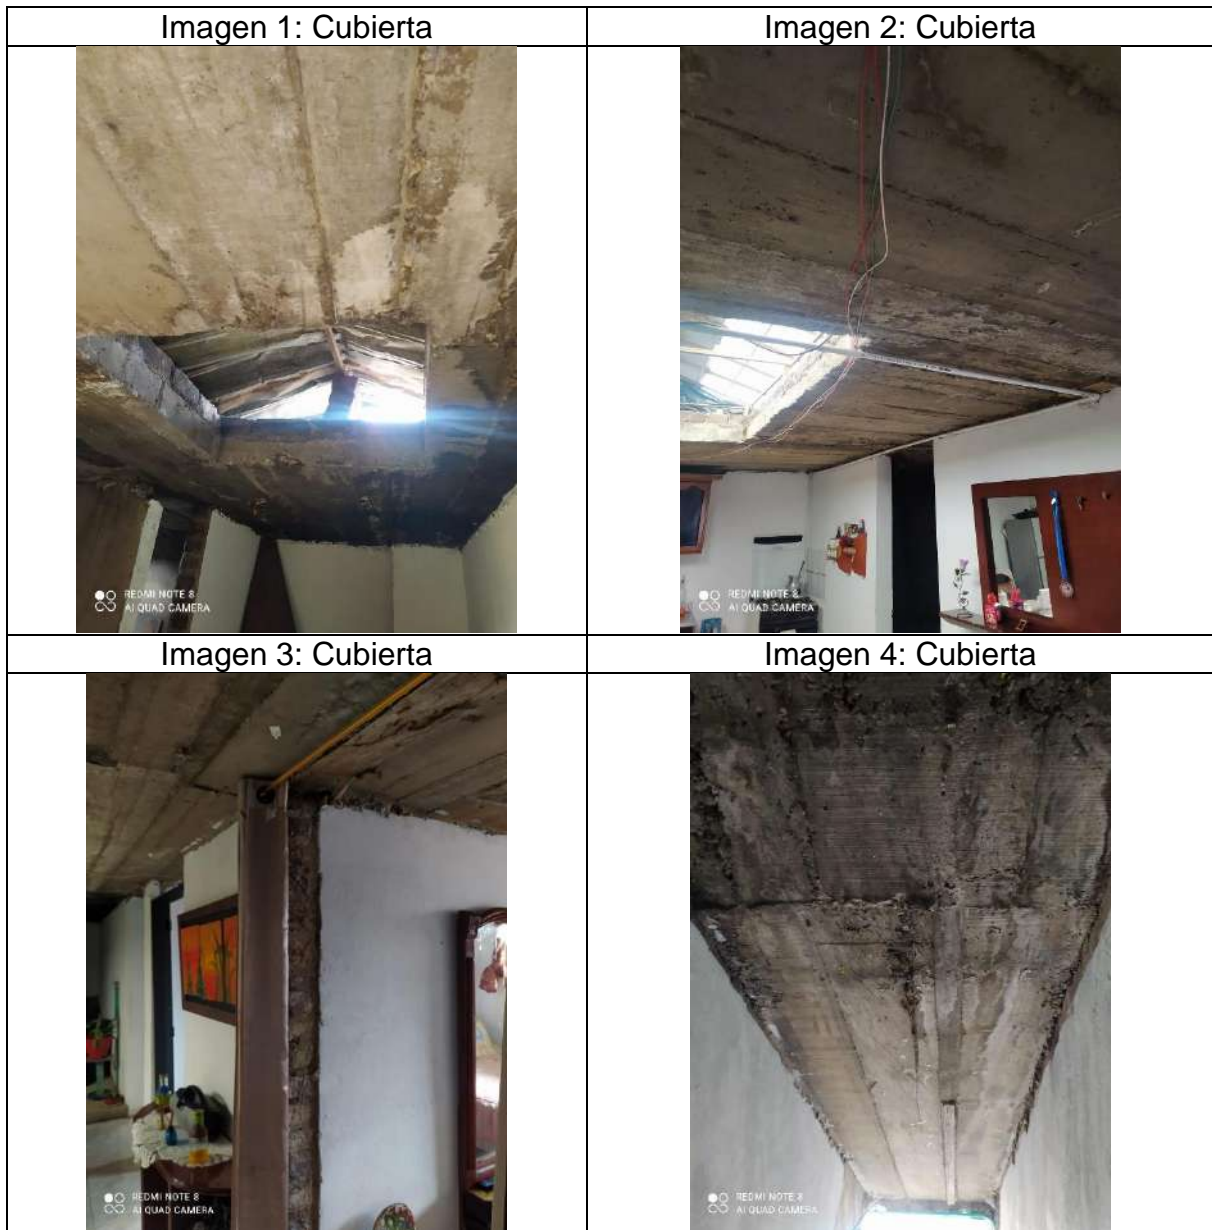 Imagen 1: Cubierta
Imagen 2: Cubierta
REDMI NOTE 8
AI QUAD CAMERA
REDMI NOTE 8
AI QUAD CAMERA
Imagen 3: Cubierta
Imagen 4: Cubierta
REDMI NOTE 8
AI QUAD CAMERA
REDMI NOTE 8
AI QUAD CAMERA